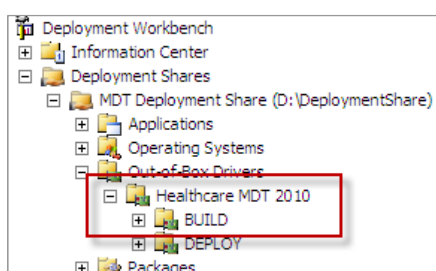 Deployment Workbench
Information Center
Deployment Shares
MDT Deployment Share (D:\DeploymentShare)
Applications
Operating Systems
Out-of-Box Drivers
Healthcare MDT 2010
BUILD
DEPLOY
Packages